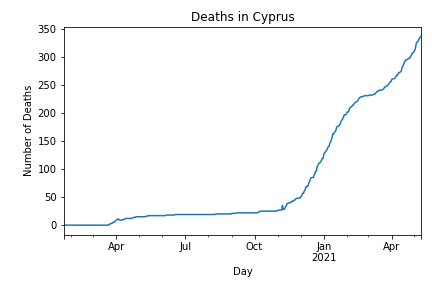 Deaths in Cyprus
350
300
250
200
150
100
50
0
Number of Deaths
Apr
Jul
Oct
Jan
2021
Apr
Day